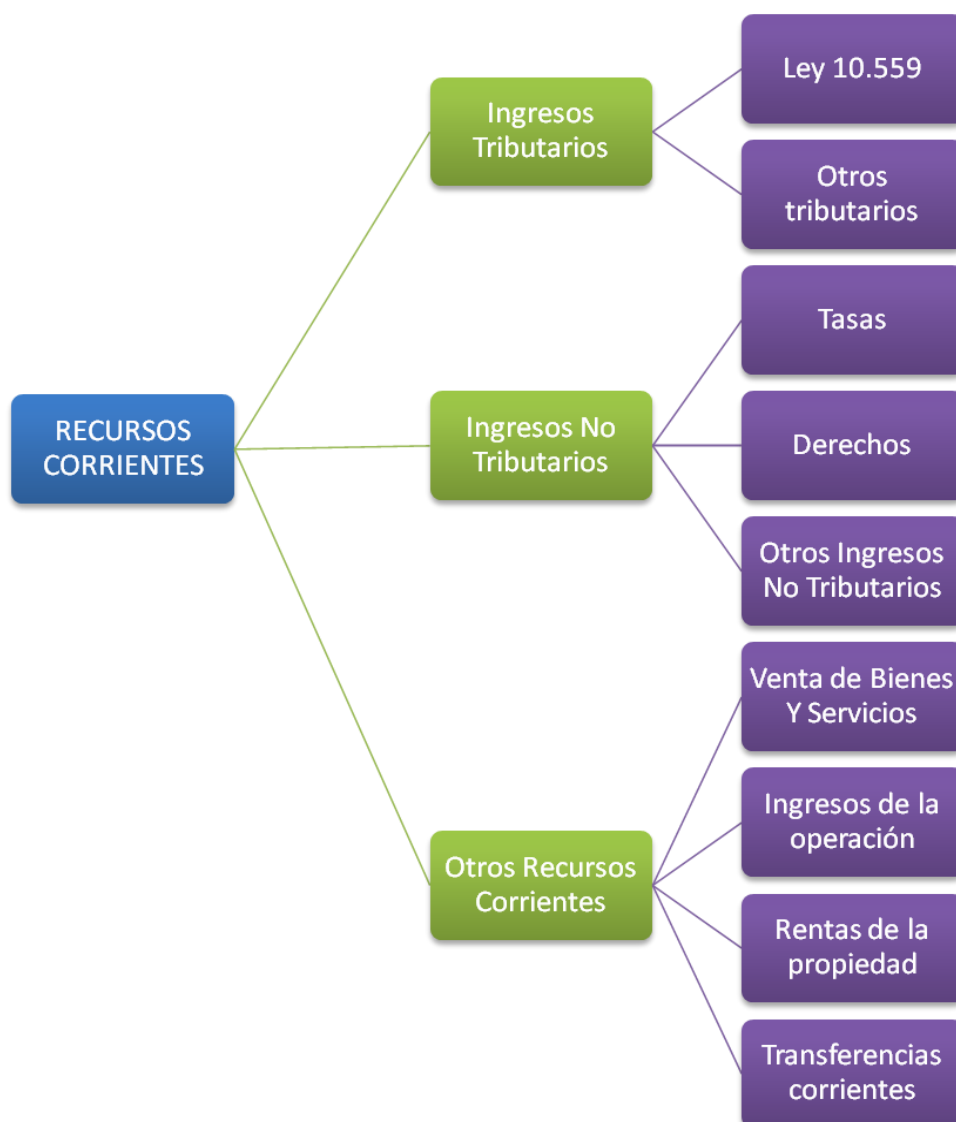 RECURSOS
CORRIENTES
Ingresos
Tributarios
Ley 10.559
Otros
tributarios
Ingresos No
Tributarios
Tasas
Derechos
Otros Ingresos
No Tributarios
Otros Recursos
Corrientes
Venta de Bienes
Y Servicios
Ingresos de la
operación
Rentas de la
propiedad
Transferencias
corrientes